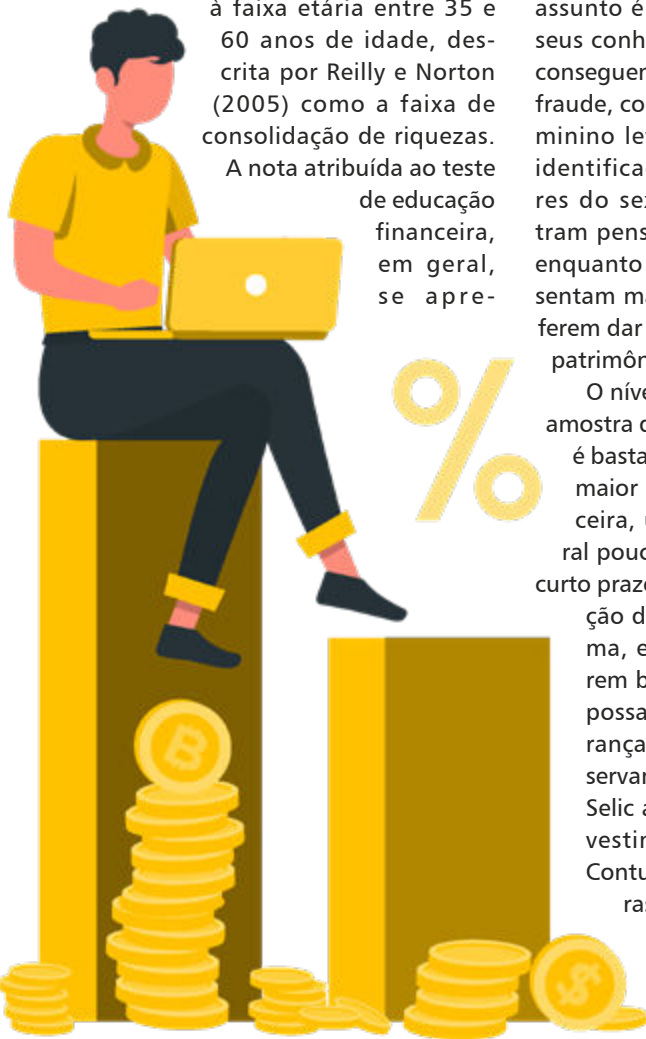 à faixa etária entre 35 e
60 anos de idade, des-
crita por Reilly e Norton
(2005) como a faixa de
consolidação de riquezas.
A nota atribuída ao teste
de educação
financeira,
em geral,
se apre-
%
assunto é
seus conh
conseguem
fraude, co
minino le
identifica
res do se
tram pens
enquanto
sentam ma
ferem dar
patrimôn
O níve
amostra d
é basta
maior
ceira,
ral pouc
curto prazo
ção d
ma, e
rem b
possa
rança
servar
Selic a
vestir
Contu
ras
B
$